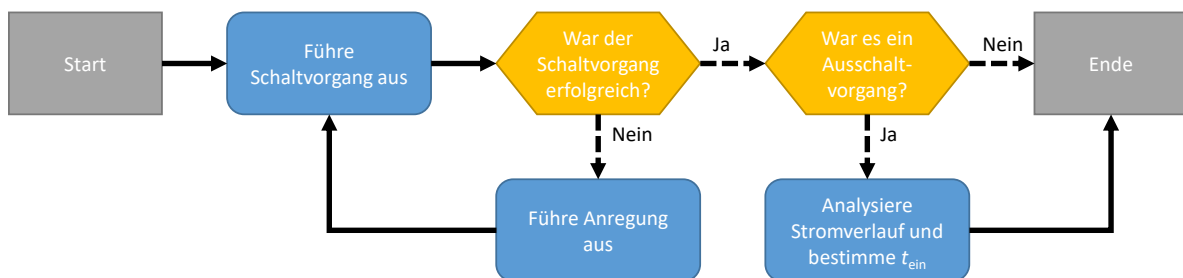 Start
Führe
Schaltvorgang aus
War der
Schaltvorgang
erfolgreich?
Ja
War es ein
Ausschalt-
vorgang?
Nein
Ende
Nein
Ja
Führe Anregung
aus
Analysiere
Stromverlauf und
bestimme tein